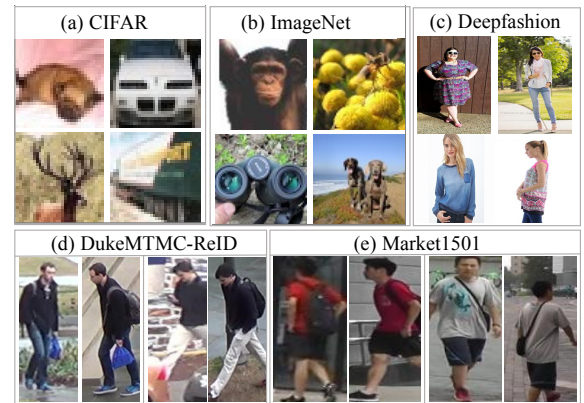 (a) CIFAR
(b) ImageNet
(c) Deepfashion
(d) DukeMTMC-ReID
(e) Market1501